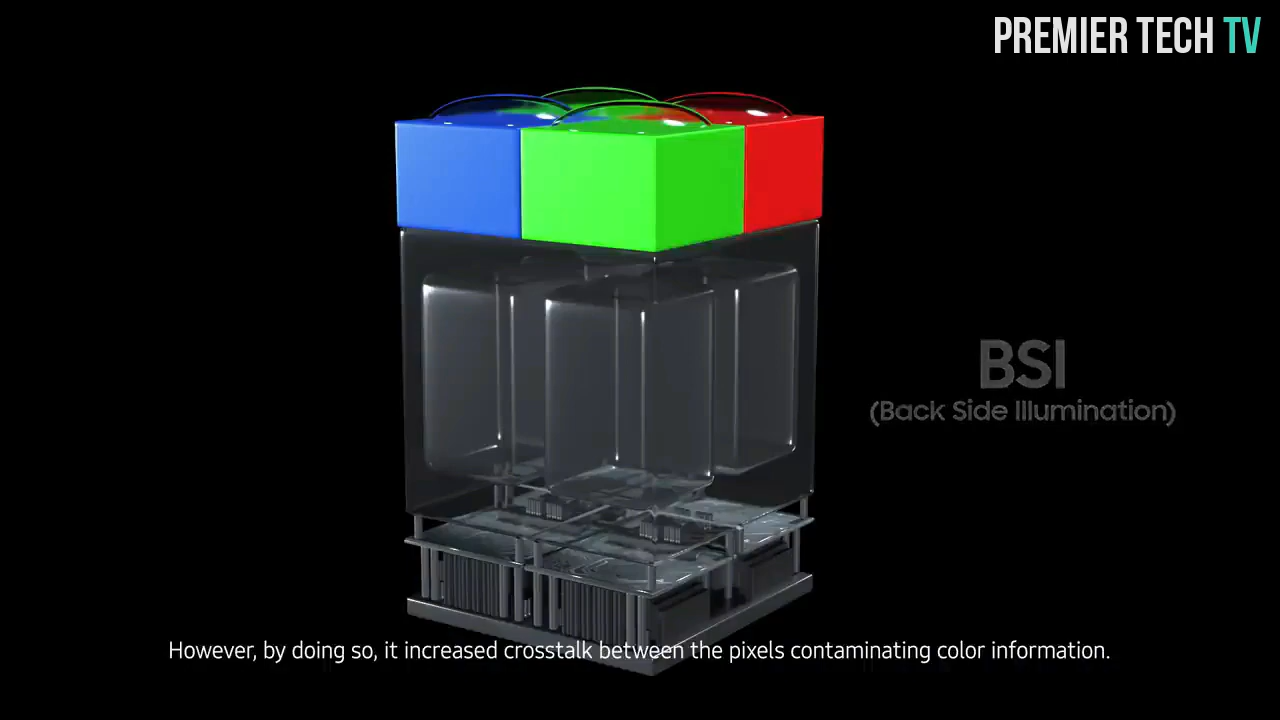 PREMIER TECH TV
BSI
(Back Side Illumination)
However, by doing so, it increased crosstalk between the pixels contaminating color information.